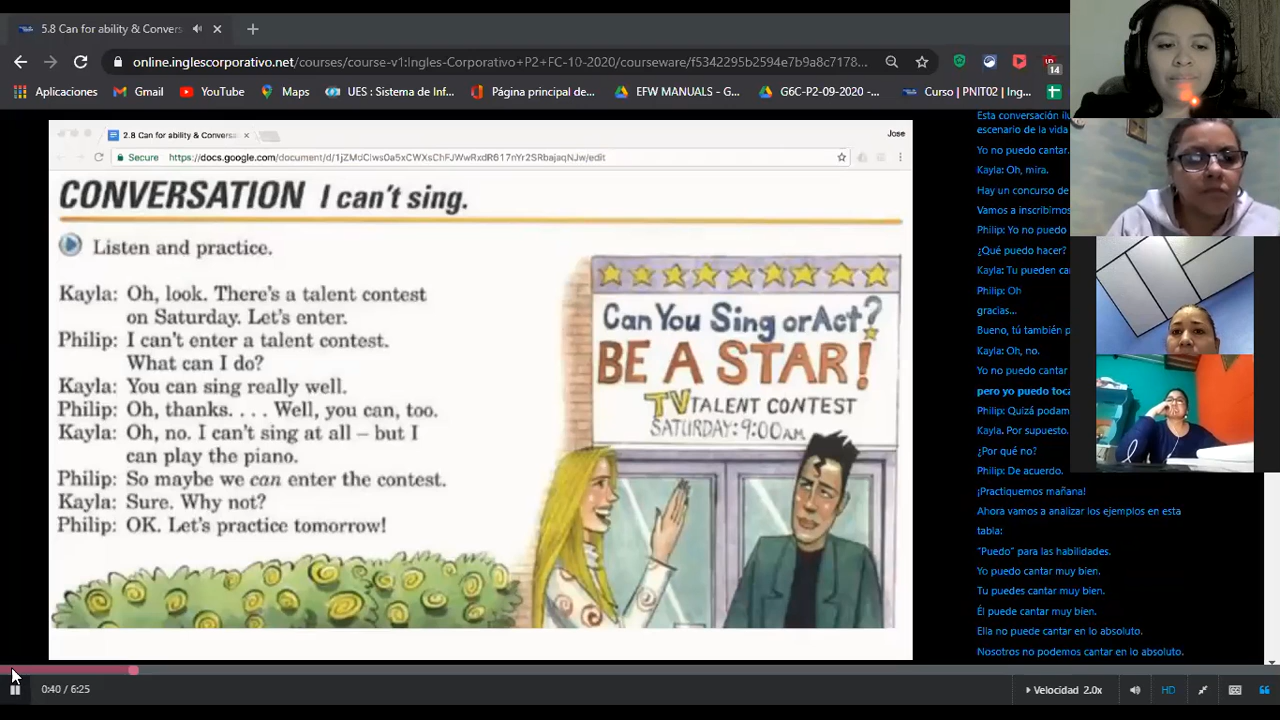 5.8 Can for ability & Convers
online.inglescorporativo.net/courses/course-v1:Ingles-Corporativo+P2+FC-10-2020/courseware/f5342295b2594e7b9a8c7178...
14
Aplicaciones
Gmail
YouTube
Maps
UES : Sistema de Inf...
Página principal de...
EFW MANUALS - G...
G6C-P2-09-2020 -...
Curso | PNIT02 | Ing...
2.8 Can for ability & Conversa
Jose
Secure
CONVERSATION I can't sing.
Listen and practice.
Kayla: Oh, look. There's a talent contest
on Saturday. Let's enter.
Philip: I can't enter a talent contest.
What can I do?
Kayla: You can sing really well.
Philip: Oh, thanks. . . . Well, you can, too.
Kayla: Oh, no. I can't sing at all – but I
can play the piano.
Philip: So maybe we can enter the contest.
Kayla: Sure. Why not?
Philip: OK. Let's practice tomorrow!
Can You Sing or Act?
BE A STAR!
TV TALENT CONTEST
SATURDAY: 9:00 AM
Esta conversación
escenario de la vida
Yo no puedo cantar.
Kayla: Oh, mira.
Hay un concurso de
Vamos a inscribirnos
Philip: Yo no puedo
¿Qué puedo hacer?
Kayla: Tu pueden
Philip: Oh
gracias...
Bueno, tú también
Kayla: Oh, no.
Yo no puedo cantar
pero yo puedo
Philip: Quizá
Kayla. Por supuesto.
¿Por qué no?
Philip: De acuerdo.
¡Practiquemos mañana!
Ahora vamos a analizar los ejemplos en esta
tabla:
"Puedo" para las habilidades.
Yo puedo cantar muy bien.
Tu puedes cantar muy bien.
Él puede cantar muy bien.
Ella no puede cantar en lo absoluto.
Nosotros no podemos cantar en lo absoluto.
0:40 / 6:25
Velocidad 2.0x
HD